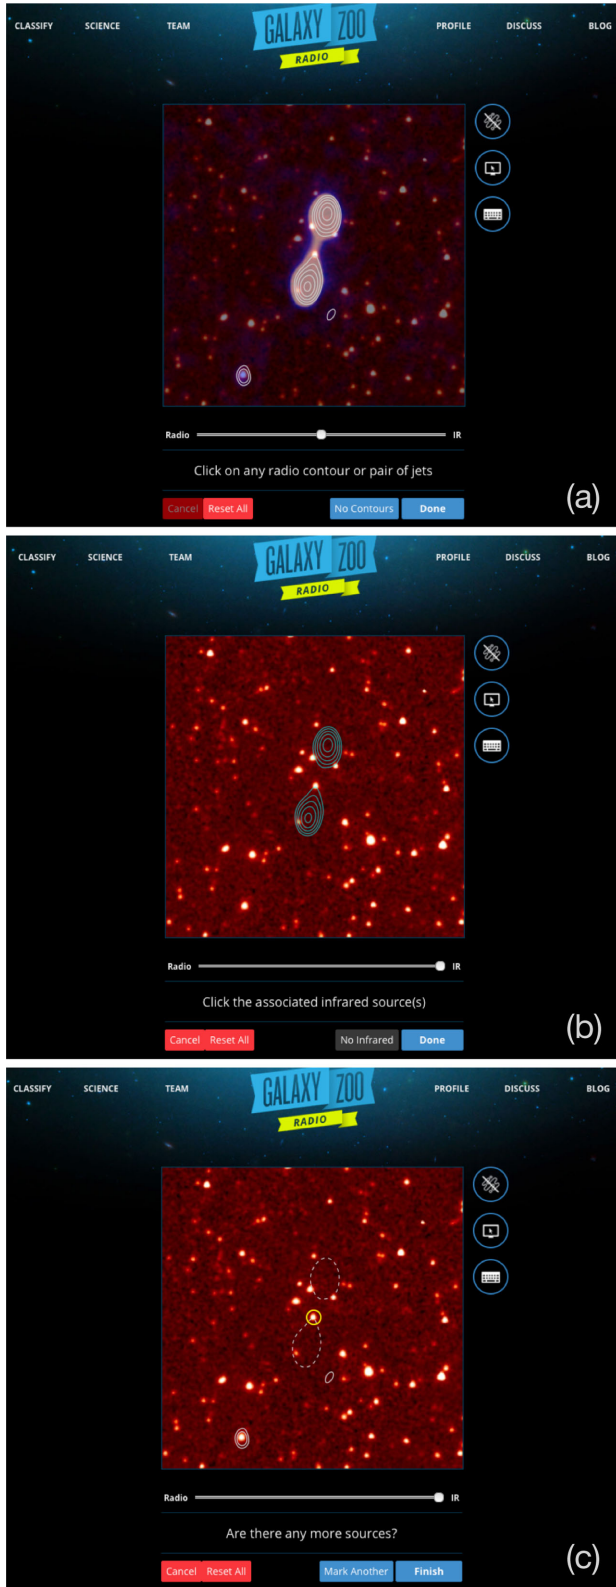 CLASSIFY SCIENCE TEAM GALAXY ZOO PROFILE DISCUSS BLOG
RADIO
Radio IR
Click on any radio contour or pair of jets
Cancel Reset All No Contours Done
(a)
CLASSIFY SCIENCE TEAM GALAXY ZOO PROFILE DISCUSS BLOG
RADIO
Radio IR
Click the associated infrared source(s)
Cancel Reset All No Infrared Done
(b)
CLASSIFY SCIENCE TEAM GALAXY ZOO PROFILE DISCUSS BLOG
RADIO
Radio IR
Are there any more sources?
Cancel Reset All Mark Another Finish
(c)